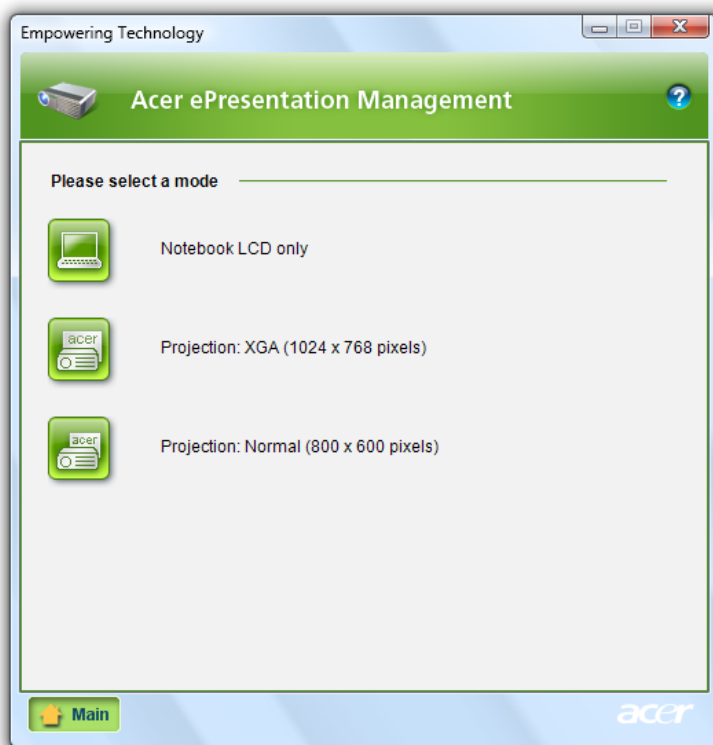 Empowering Technology
Acer ePresentation Management
?
Please select a mode
Notebook LCD only
acer
Projection: XGA (1024 x 768 pixels)
acer
Projection: Normal (800 x 600 pixels)
Main
acer